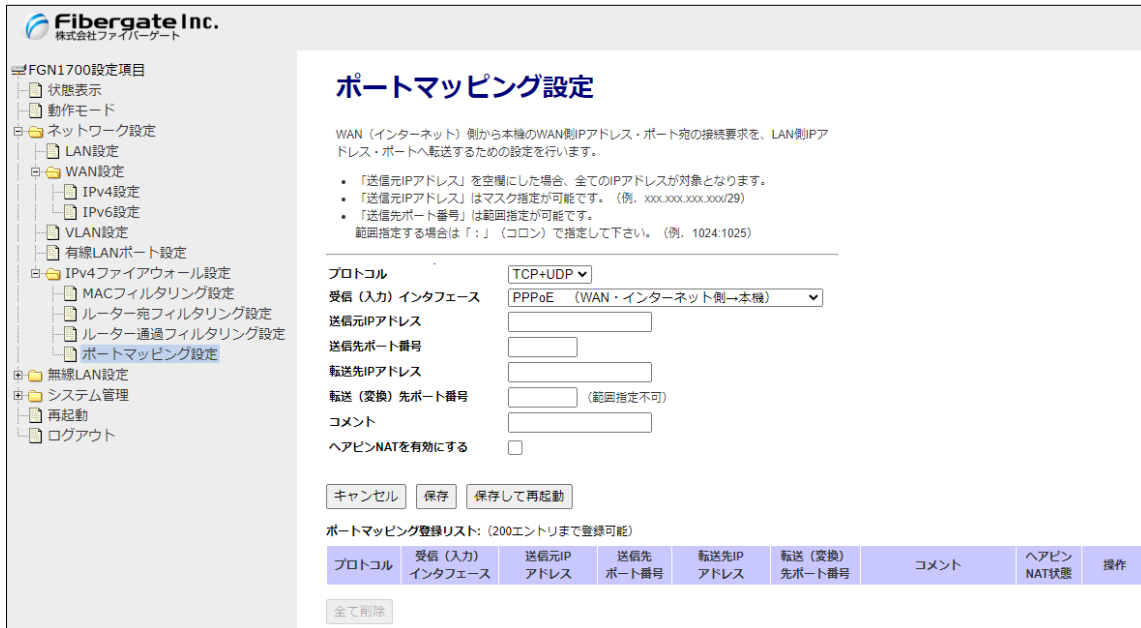 Fibergate Inc.
株式会社ファイバーゲート
FGN1700設定項目
状態表示
動作モード
ネットワーク設定
LAN設定
WAN設定
IPv4設定
IPv6設定
VLAN設定
有線LANポート設定
IPv4ファイアウォール設定
MACフィルタリング設定
ルーター宛フィルタリング設定
ルーター通過フィルタリング設定
ポートマッピング設定
無線LAN設定
システム管理
再起動
ログアウト
ポートマッピング設定
WAN（インターネット）側から本機のWAN側IPアドレス・ポート宛の接続要求を、LAN側IPア
ドレス・ポートへ転送するための設定を行います。
• 「送信元IPアドレス」を空欄にした場合、全てのIPアドレスが対象となります。
• 「送信元IPアドレス」はマスク指定が可能です。（例．xxx.xxx.xxx.xxx/29）
• 「送信先ポート番号」は範囲指定が可能です。
範囲指定する場合は「：」（コロン）で指定して下さい。（例．1024:1025）
プロトコル TCP+UDP
受信（入力）インタフェース PPPoE （WAN・インターネット側→本機）
送信元IPアドレス
送信先ポート番号
転送先IPアドレス
転送（変換）先ポート番号 （範囲指定不可）
コメント
ヘアピンNATを有効にする
キャンセル 保存 保存して再起動
ポートマッピング登録リスト:（200エントリまで登録可能）
プロトコル 受信（入力）インタフェース 送信元IPアドレス 送信先ポート番号 転送先IPアドレス 転送（変換）先ポート番号 コメント ヘアピンNAT状態 操作
全て削除